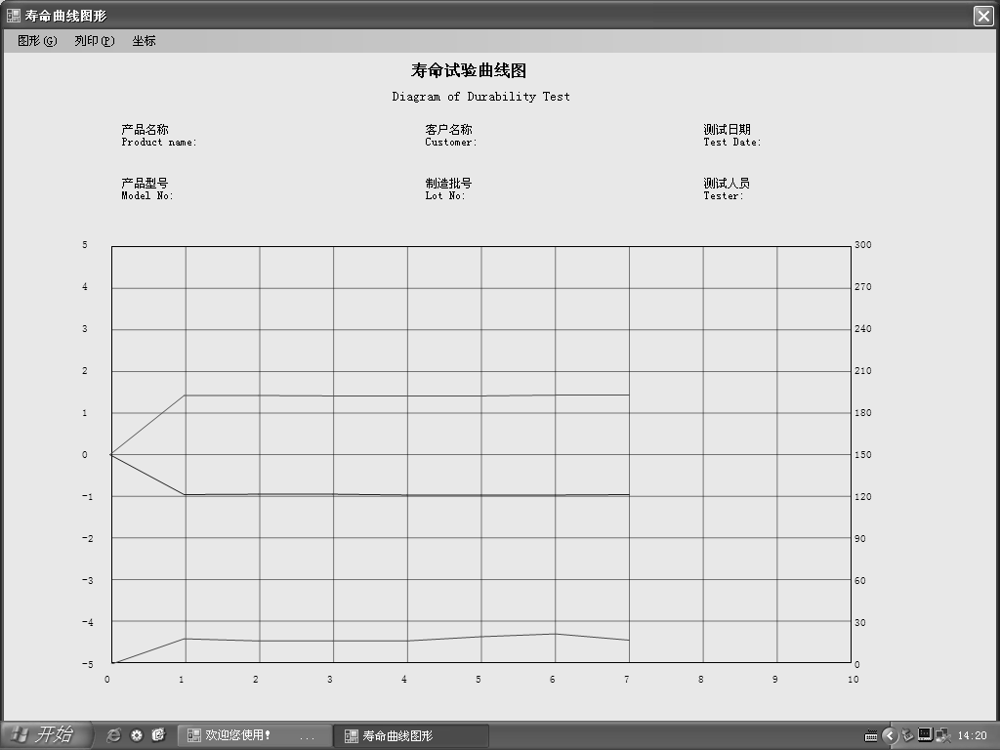 寿命曲线图形
图形(G) 列印(P) 坐标
寿命试验曲线图
Diagram of Durability Test
产品名称 客户名称 测试日期
Product name: Customer: Test Date:
产品型号 制造批号 测试人员
Model No: Lot No: Tester:
5 300
4 270
3 240
2 210
1 180
0 150
-1 120
-2 90
-3 60
-4 30
-5 0
0 1 2 3 4 5 6 7 8 9 10
开始 欢迎您使用! ... 寿命曲线图形 14:20